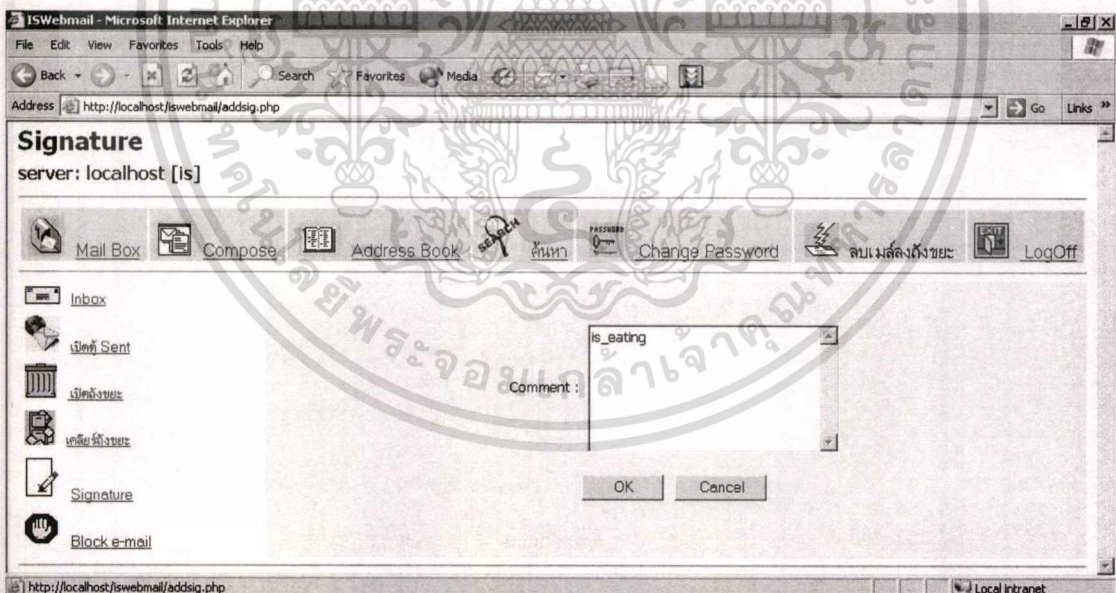 ISWebmail - Microsoft Internet Explorer
File Edit View Favorites Tools Help
Back Search Favorites Media
Address http://localhost/iswebmail/addsig.php Go Links »
Signature
server: localhost [is]
Mail Box Compose Address Book SEARCH ค้นหา PASSWORD Change Password ลบเมล์ลงถังขยะ EXIT LogOff
Inbox
เปิดตู้ Sent
เปิดถังขยะ
เคลียร์ถังขยะ
Signature
Block e-mail
Comment : is_eating
OK Cancel
http://localhost/iswebmail/addsig.php Local intranet